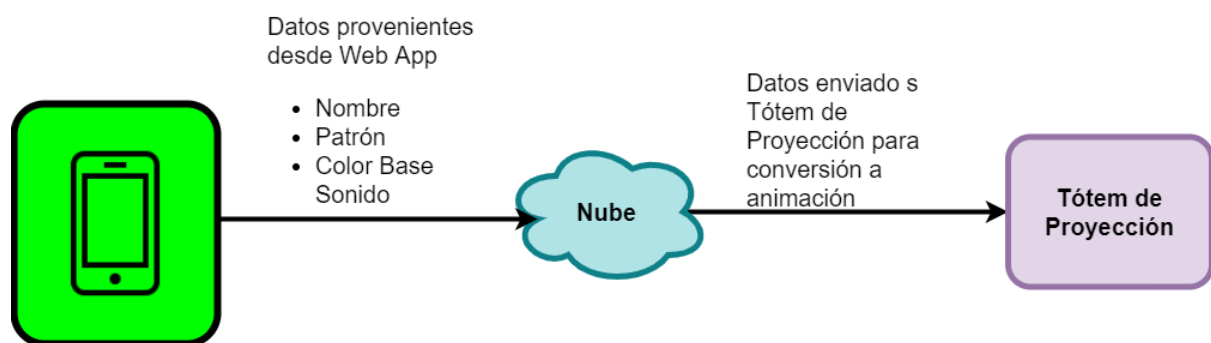 Datos provenientes
desde Web App
• Nombre
• Patrón
• Color Base
Sonido
Nube
Datos enviado s
Tótem de
Proyección para
conversión a
animación
Tótem de
Proyección